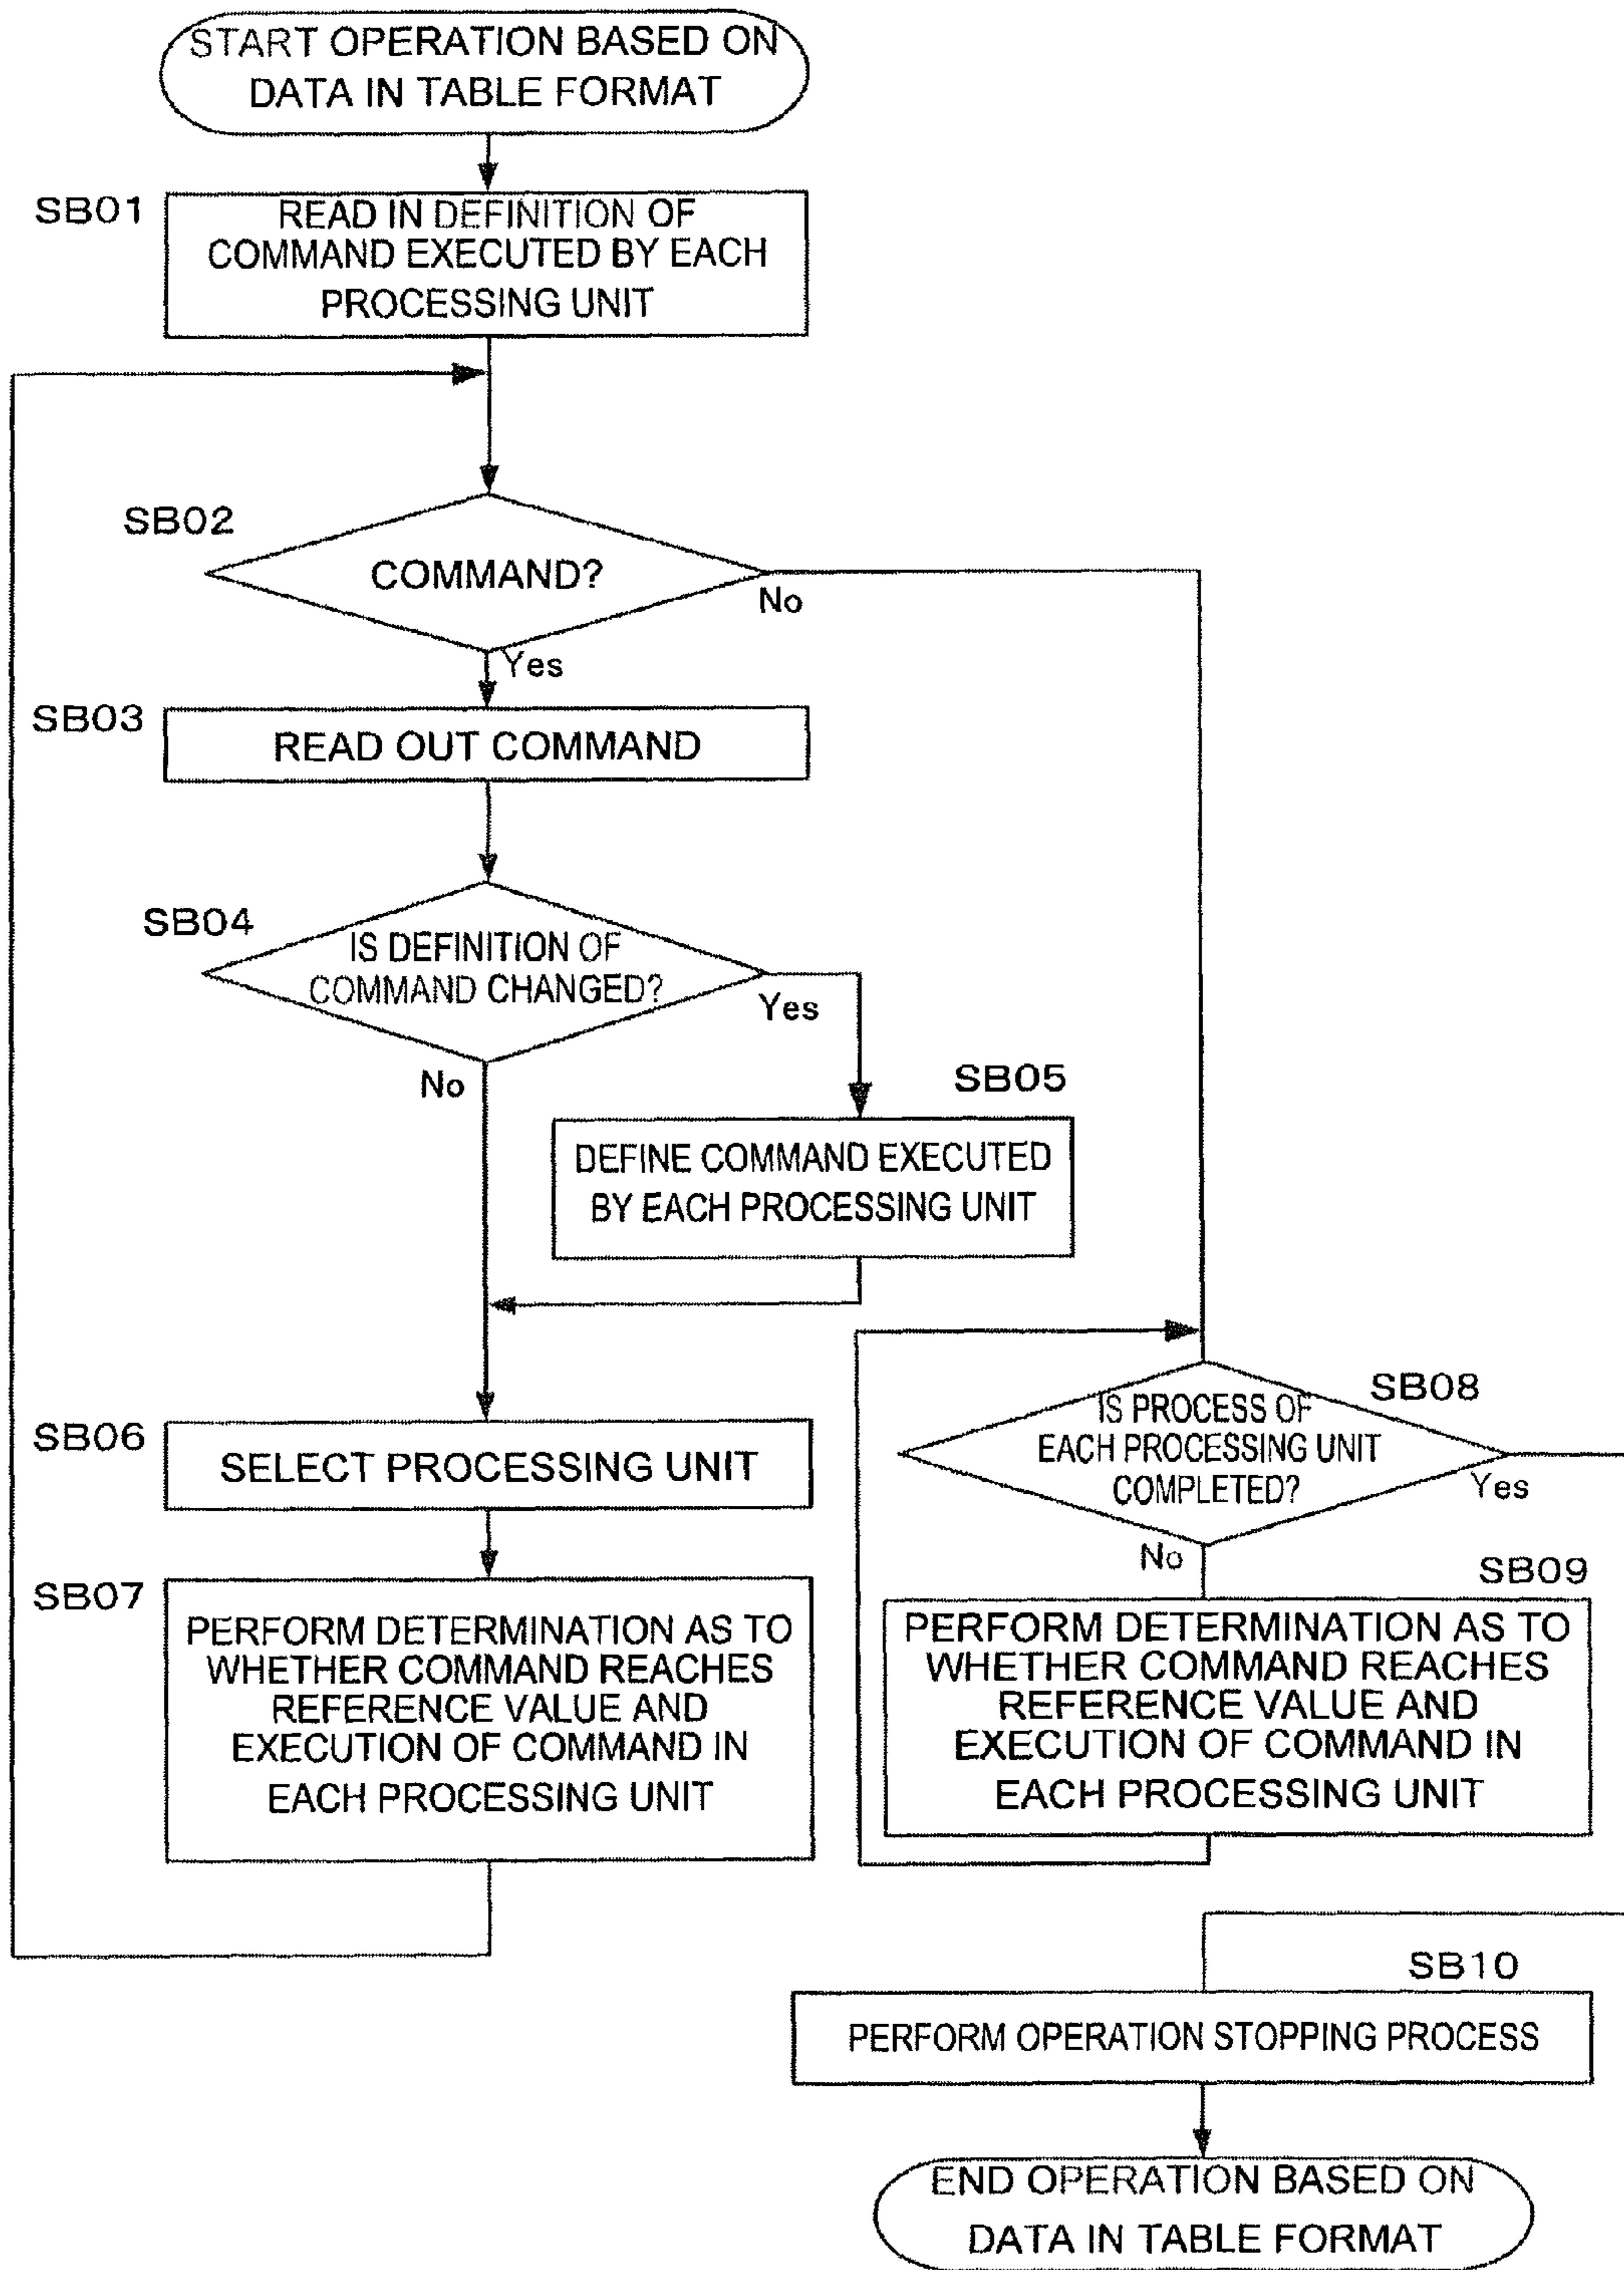 START OPERATION BASED ON
DATA IN TABLE FORMAT
SB01
READ IN DEFINITION OF
COMMAND EXECUTED BY EACH
PROCESSING UNIT
SB02
COMMAND?
No
Yes
SB03
READ OUT COMMAND
SB04
IS DEFINITION OF
COMMAND CHANGED?
Yes
No
SB05
DEFINE COMMAND EXECUTED
BY EACH PROCESSING UNIT
SB06
SELECT PROCESSING UNIT
SB07
PERFORM DETERMINATION AS TO
WHETHER COMMAND REACHES
REFERENCE VALUE AND
EXECUTION OF COMMAND IN
EACH PROCESSING UNIT
SB08
IS PROCESS OF
EACH PROCESSING UNIT
COMPLETED?
Yes
No
SB09
PERFORM DETERMINATION AS TO
WHETHER COMMAND REACHES
REFERENCE VALUE AND
EXECUTION OF COMMAND IN
EACH PROCESSING UNIT
SB10
PERFORM OPERATION STOPPING PROCESS
END OPERATION BASED ON
DATA IN TABLE FORMAT